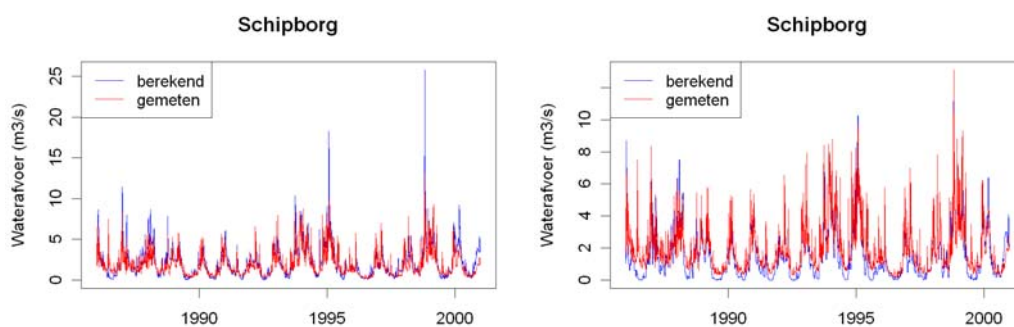 Schipborg
Waterafvoer (m3/s)
berekend
gemeten
25
20
15
10
5
0
1990 1995 2000
Schipborg
Waterafvoer (m3/s)
berekend
gemeten
10
8
6
4
2
0
1990 1995 2000